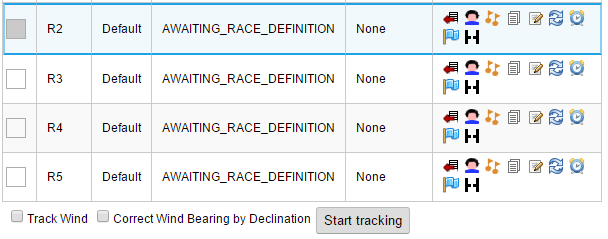 R2 Default AWAITING_RACE_DEFINITION None
R3 Default AWAITING_RACE_DEFINITION None
R4 Default AWAITING_RACE_DEFINITION None
R5 Default AWAITING_RACE_DEFINITION None
Track Wind Correct Wind Bearing by Declination Start tracking